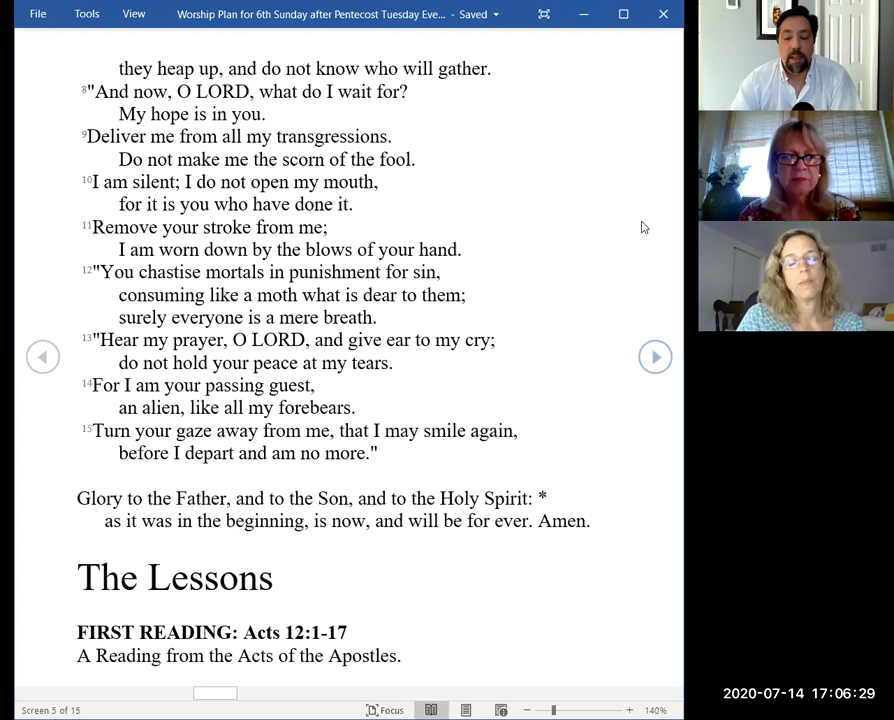 File Tools View Worship Plan for 6th Sunday after Pentecost Tuesday Eve... - Saved
they heap up, and do not know who will gather.
8"And now, O LORD, what do I wait for?
My hope is in you.
9Deliver me from all my transgressions.
Do not make me the scorn of the fool.
10I am silent; I do not open my mouth,
for it is you who have done it.
11Remove your stroke from me;
I am worn down by the blows of your hand.
12"You chastise mortals in punishment for sin,
consuming like a moth what is dear to them;
surely everyone is a mere breath.
13"Hear my prayer, O LORD, and give ear to my cry;
do not hold your peace at my tears.
14For I am your passing guest,
an alien, like all my forebears.
15Turn your gaze away from me, that I may smile again,
before I depart and am no more."
Glory to the Father, and to the Son, and to the Holy Spirit: *
as it was in the beginning, is now, and will be for ever. Amen.
The Lessons
FIRST READING: Acts 12:1-17
A Reading from the Acts of the Apostles.
Screen 5 of 15 Focus 140%
2020-07-14 17:06:29